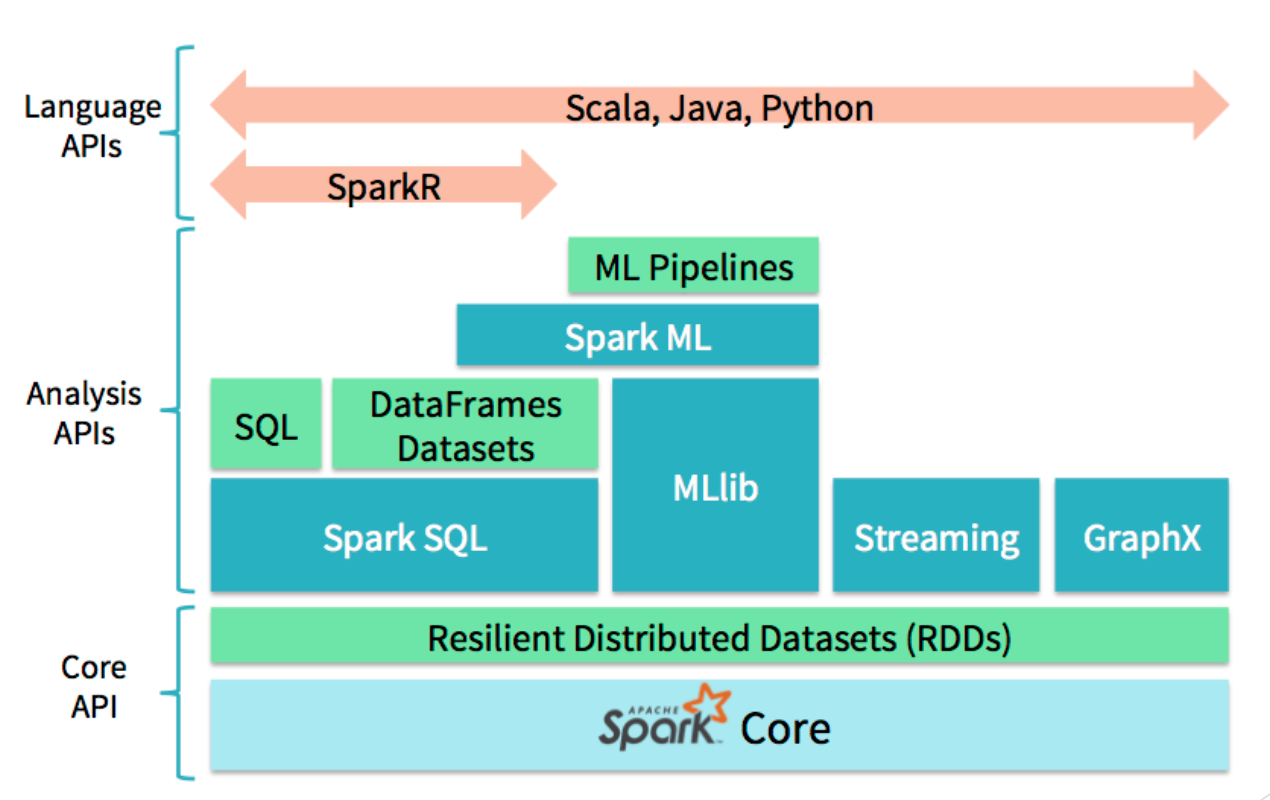 Language
APIs
Scala, Java, Python
SparkR
Analysis
APIs
ML Pipelines
Spark ML
SQL
DataFrames
Datasets
MLlib
Spark SQL
Streaming
GraphX
Core
API
Resilient Distributed Datasets (RDDs)
APACHE
Spark™ Core